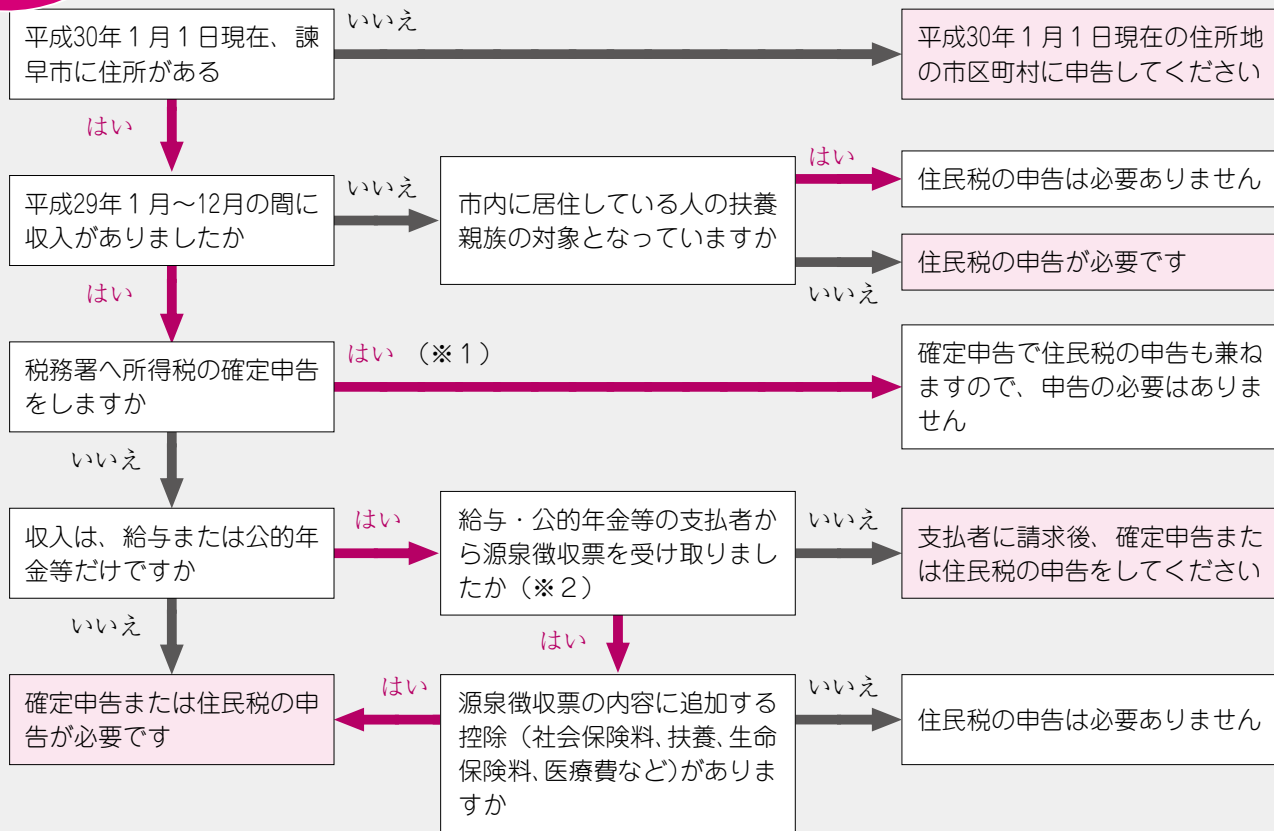 平成30年１月１日現在、諫
早市に住所がある
いいえ
平成30年１月１日現在の住所地
の市区町村に申告してください
はい
平成29年１月～12月の間に
収入がありましたか
いいえ
市内に居住している人の扶養
親族の対象となっていますか
はい
住民税の申告は必要ありません
いいえ
住民税の申告が必要です
はい
税務署へ所得税の確定申告
をしますか
はい（※１）
確定申告で住民税の申告も兼ね
ますので、申告の必要はありま
せん
いいえ
収入は、給与または公的年
金等だけですか
はい
給与・公的年金等の支払者か
ら源泉徴収票を受け取りまし
たか（※２）
いいえ
支払者に請求後、確定申告また
は住民税の申告をしてください
いいえ
はい
確定申告または住民税の申
告が必要です
はい
源泉徴収票の内容に追加する
控除（社会保険料、扶養、生命
保険料、医療費など）がありま
すか
いいえ
住民税の申告は必要ありません